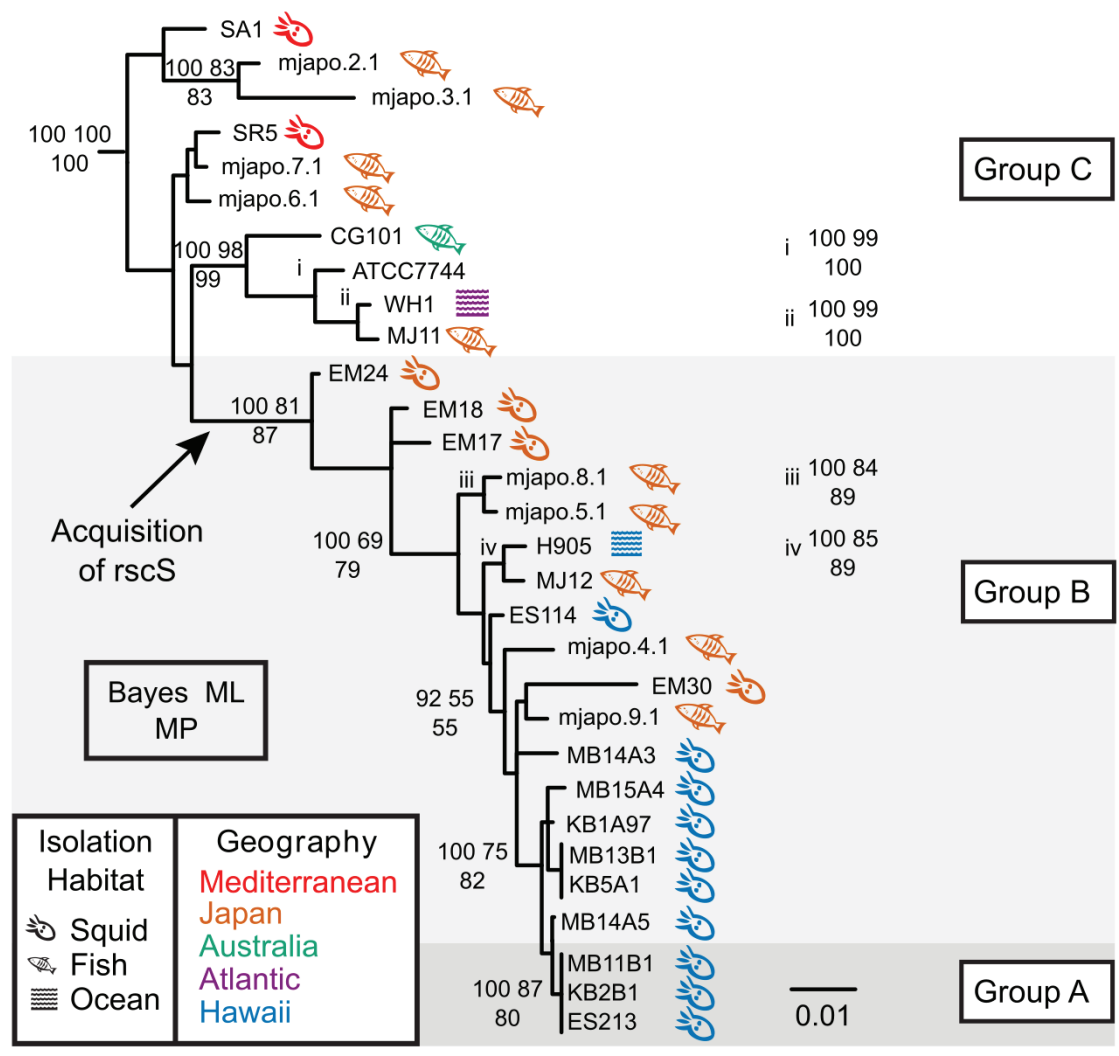 SA1
100 83
mjapo.2.1
83
mjapo.3.1
100 100
100
SR5
mjapo.7.1
mjapo.6.1
Group C
100 98
99
CG101
i
ATCC7744
ii
WH1
MJ11
i 100 99
100
ii 100 99
100
EM24
100 81
87
EM18
EM17
Acquisition
of rscS
iii
mjapo.8.1
mjapo.5.1
iii 100 84
89
100 69
79
iv
H905
MJ12
iv 100 85
89
Group B
ES114
mjapo.4.1
Bayes ML
MP
92 55
55
EM30
mjapo.9.1
MB14A3
MB15A4
KB1A97
100 75
82
MB13B1
KB5A1
MB14A5
MB11B1
100 87
80
KB2B1
ES213
0.01
Group A
Isolation
Habitat
Squid
Fish
Ocean
Geography
Mediterranean
Japan
Australia
Atlantic
Hawaii